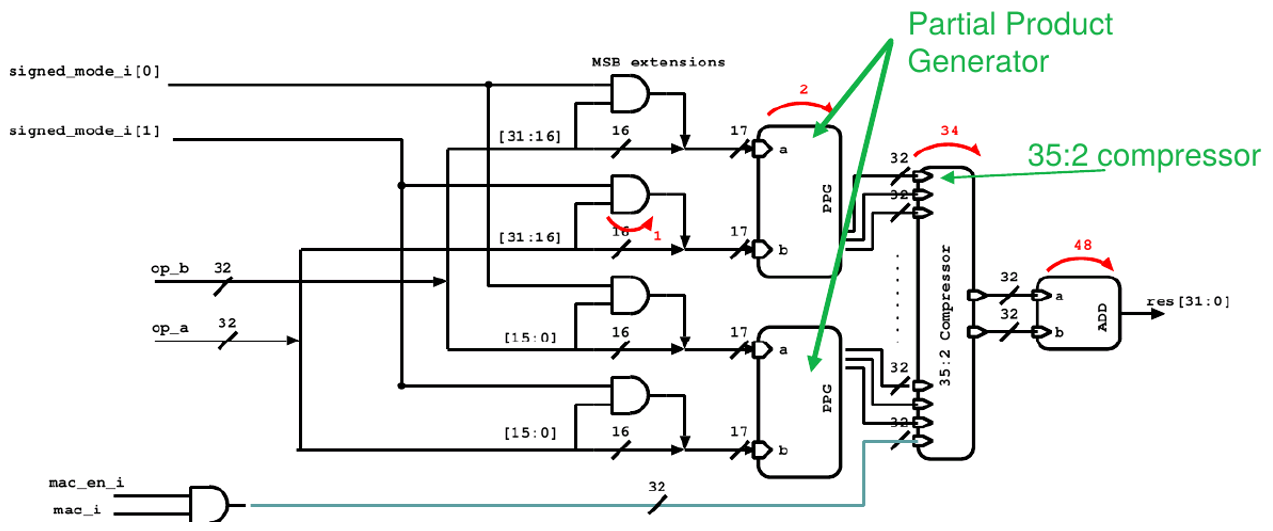 Partial Product
Generator
MSB extensions
signed_mode_i[0]
2
signed_mode_i[1]
[31:16]
16
17
a
34
35:2 compressor
32
PPG
32
[31:16]
16
1
17
b
48
op_b
32
32
a
res[31:0]
op_a
32
32
b
ADD
35:2 Compressor
[15:0]
16
17
a
32
PPG
[15:0]
16
17
b
32
mac_en_i
mac_i
32